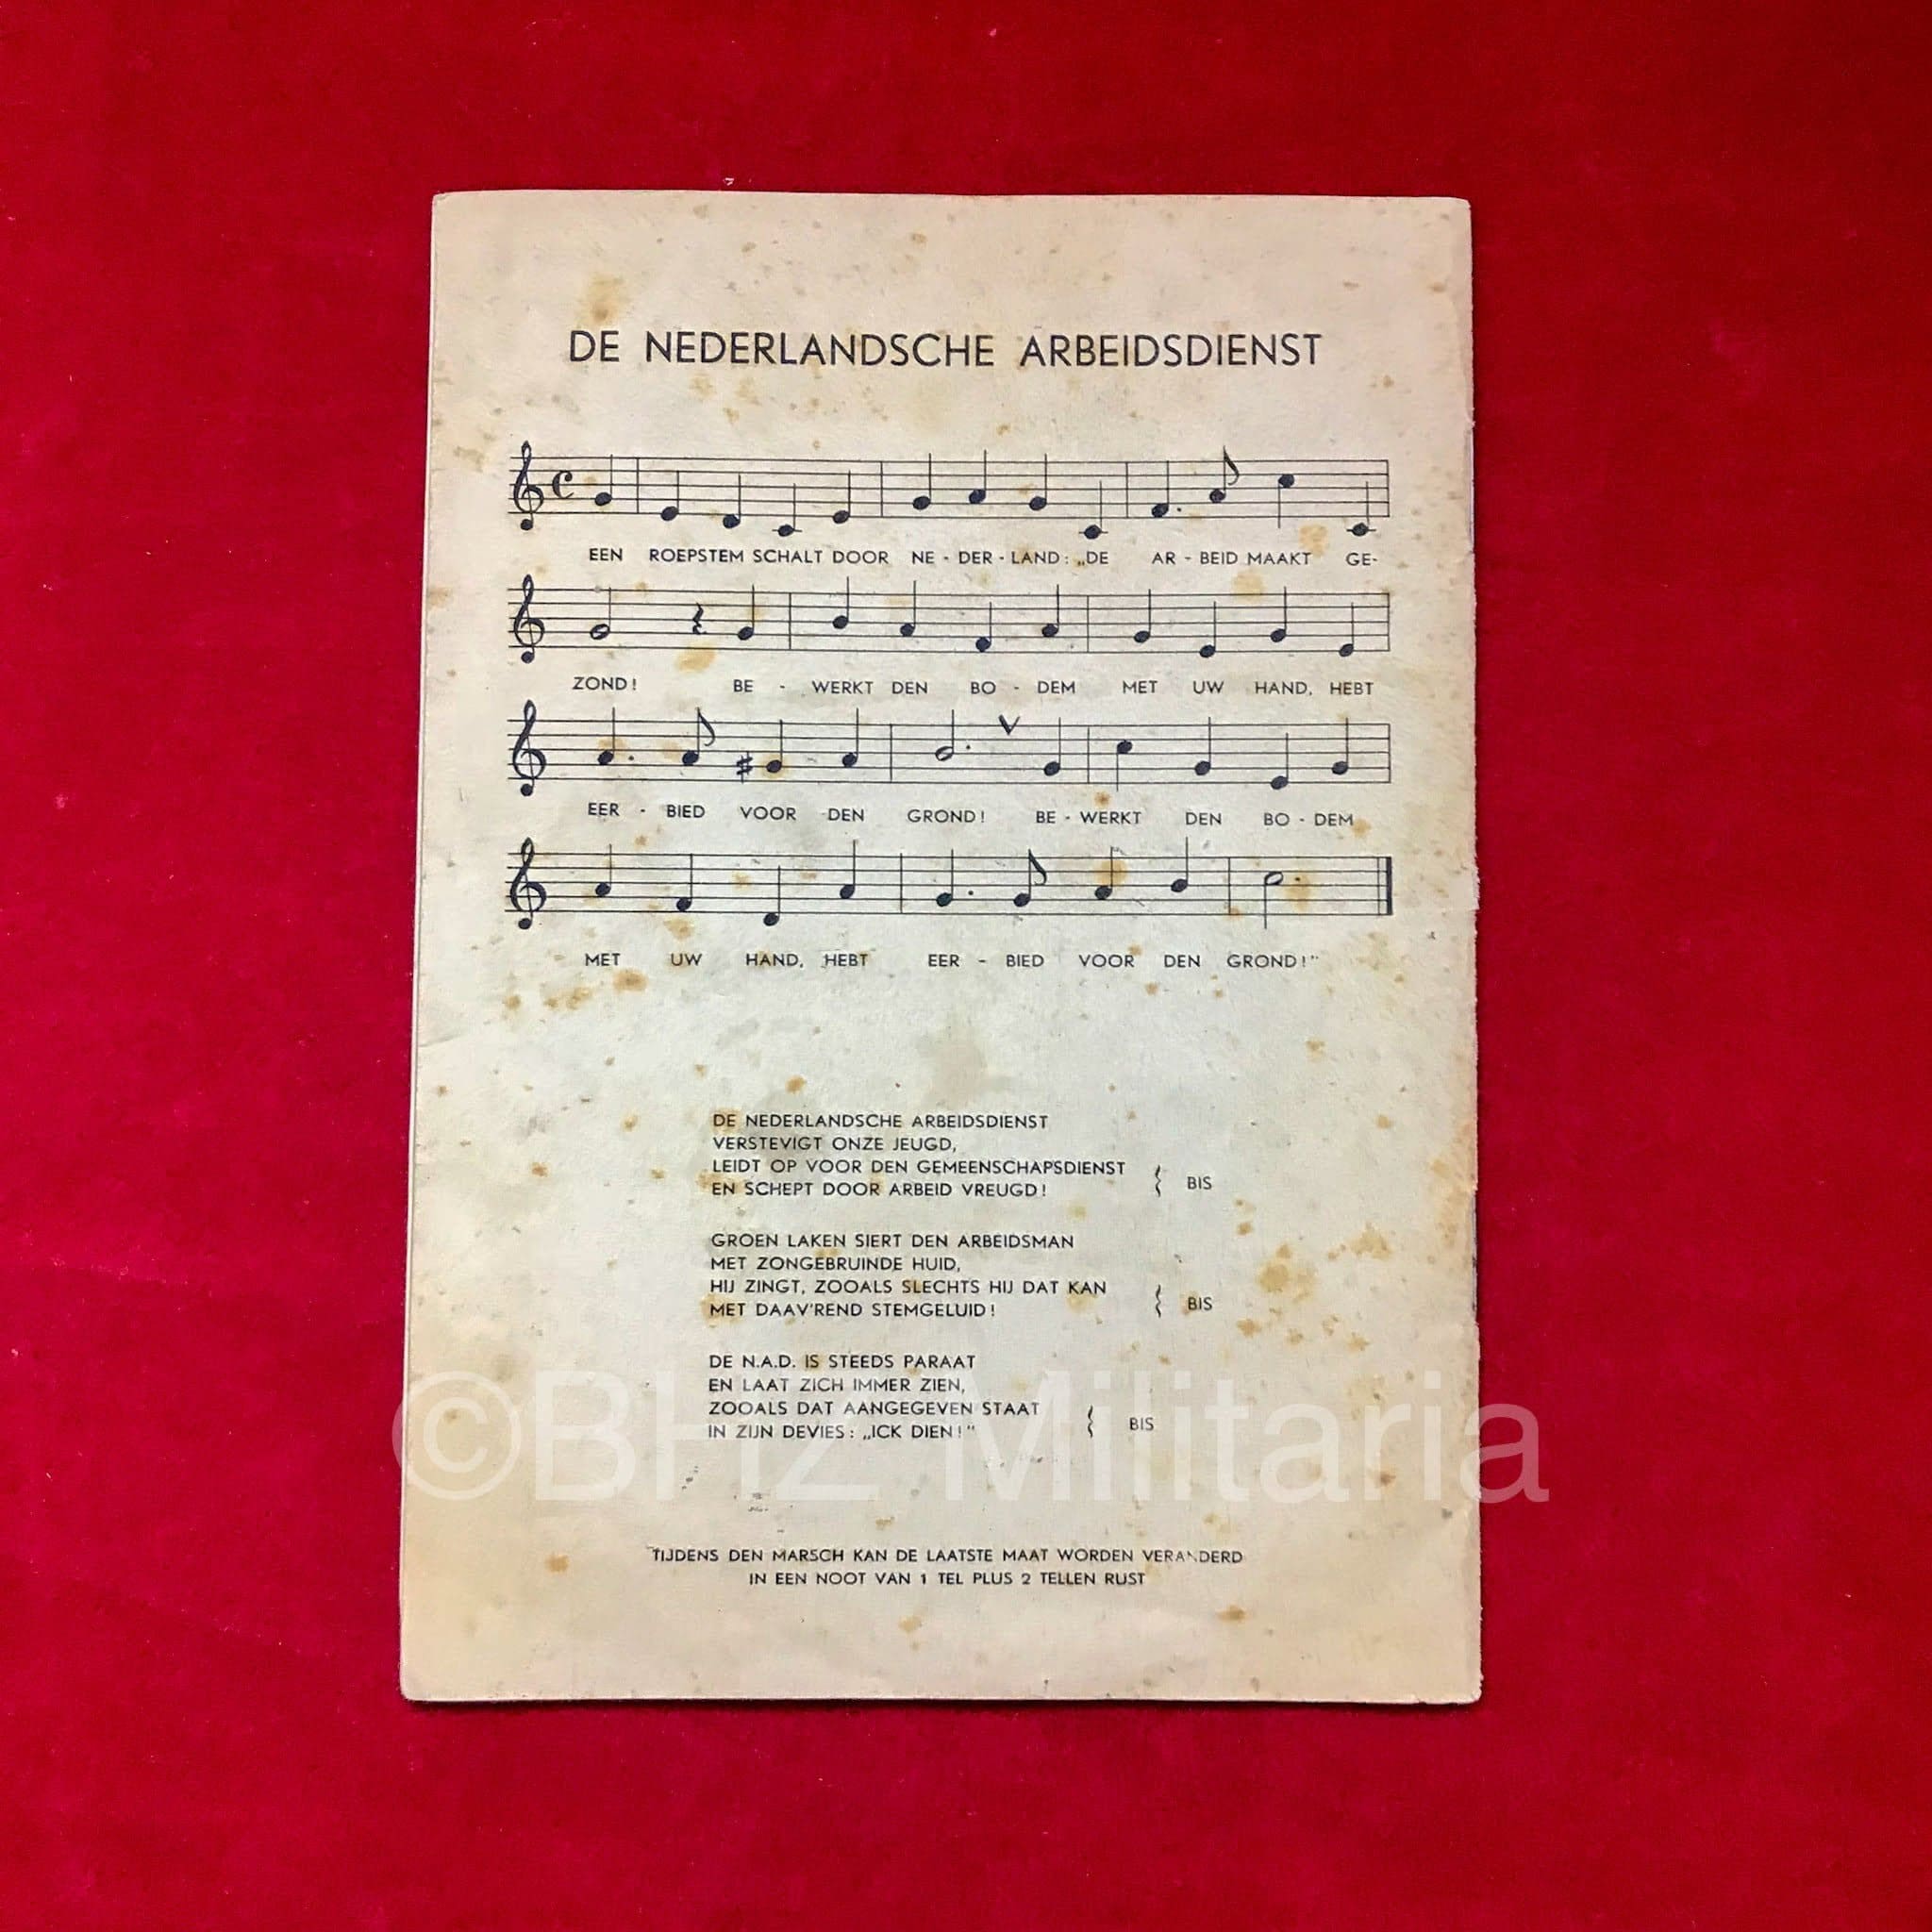 DE NEDERLANDSCHE ARBEIDSDIENST
EEN ROEPSTEM SCHALT DOOR NE - DER - LAND: „DE AR - BEID MAAKT GE-
ZOND! BE - WERKT DEN BO - DEM MET UW HAND, HEBT
EER - BIED VOOR DEN GROND! BE - WERKT DEN BO - DEM
MET UW HAND, HEBT EER - BIED VOOR DEN GROND!"
DE NEDERLANDSCHE ARBEIDSDIENST
VERSTEVIGT ONZE JEUGD,
LEIDT OP VOOR DEN GEMEENSCHAPSDIENST
EN SCHEPT DOOR ARBEID VREUGD!
BIS
GROEN LAKEN SIERT DEN ARBEIDSMAN
MET ZONGEBRUINDE HUID,
HIJ ZINGT, ZOOALS SLECHTS HIJ DAT KAN
MET DAAV'REND STEMGELUID!
BIS
DE N.A.D. IS STEEDS PARAAT
EN LAAT ZICH IMMER ZIEN,
ZOOALS DAT AANGEGEVEN STAAT
IN ZIJN DEVIES: „ICK DIEN!"
BIS
©BHZ Militaria
TIJDENS DEN MARSCH KAN DE LAATSTE MAAT WORDEN VERANDERD
IN EEN NOOT VAN 1 TEL PLUS 2 TELLEN RUST